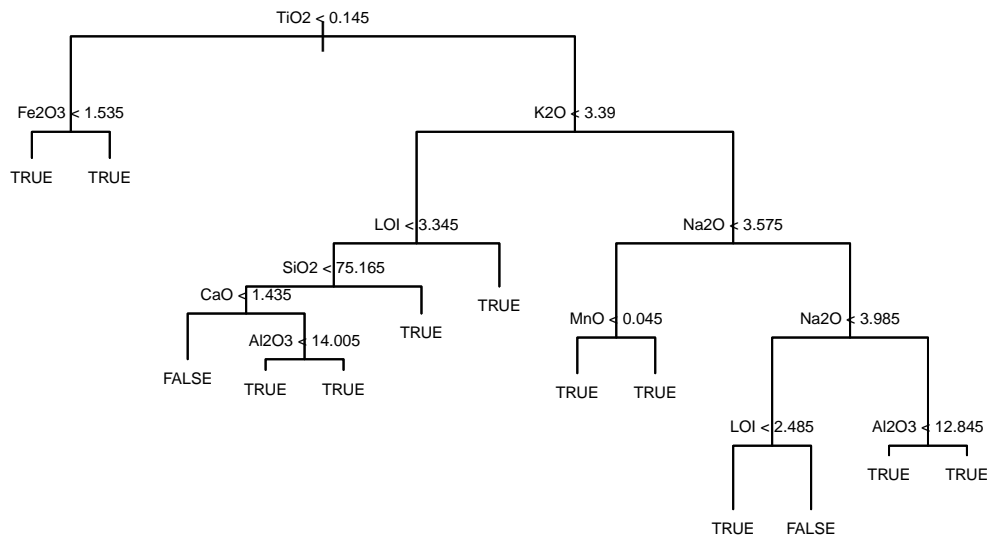 TiO2 < 0.145
Fe2O3 < 1.535
K2O < 3.39
TRUE TRUE
LOI < 3.345
Na2O < 3.575
SiO2 < 75.165
CaO < 1.435
TRUE
MnO < 0.045
Na2O < 3.985
TRUE
Al2O3 < 14.005
FALSE TRUE TRUE
TRUE TRUE
LOI < 2.485
Al2O3 < 12.845
TRUE TRUE
TRUE FALSE